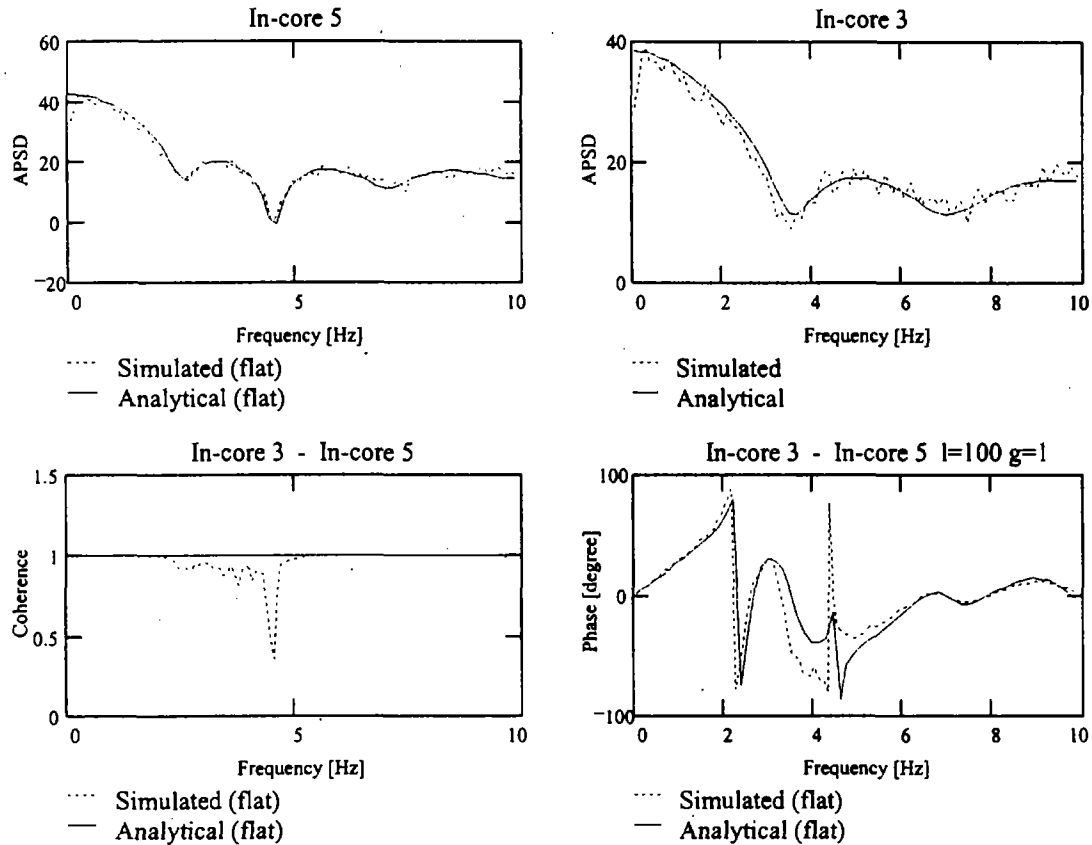 In-core 5
60
40
20
0
−20
APSD
0 5 10
Frequency [Hz]
Simulated (flat)
Analytical (flat)
In-core 3
40
20
0
APSD
0 2 4 6 8 10
Frequency [Hz]
Simulated
Analytical
In-core 3 - In-core 5
1.5
1
0.5
0
Coherence
0 5 10
Frequency [Hz]
Simulated (flat)
Analytical (flat)
In-core 3 - In-core 5 l=100 g=1
100
0
−100
Phase [degree]
0 2 4 6 8 10
Frequency [Hz]
Simulated (flat)
Analytical (flat)